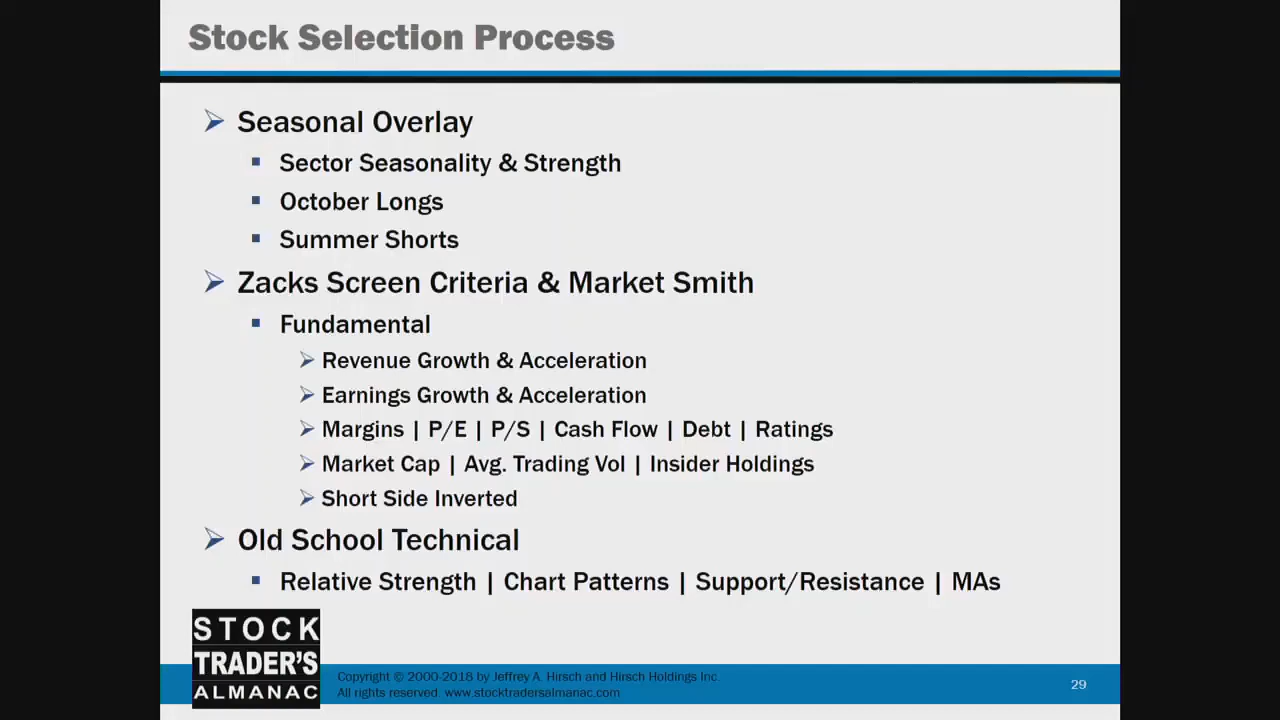 Stock Selection Process
Seasonal Overlay
Sector Seasonality & Strength
October Longs
Summer Shorts
Zacks Screen Criteria & Market Smith
Fundamental
Revenue Growth & Acceleration
Earnings Growth & Acceleration
Margins | P/E | P/S | Cash Flow | Debt | Ratings
Market Cap | Avg. Trading Vol | Insider Holdings
Short Side Inverted
Old School Technical
Relative Strength | Chart Patterns | Support/Resistance | MAs
STOCK
TRADER'S
ALMANAC
Copyright © 2000-2018 by Jeffrey A. Hirsch and Hirsch Holdings Inc.
All rights reserved. www.stocktradersalmanac.com
29